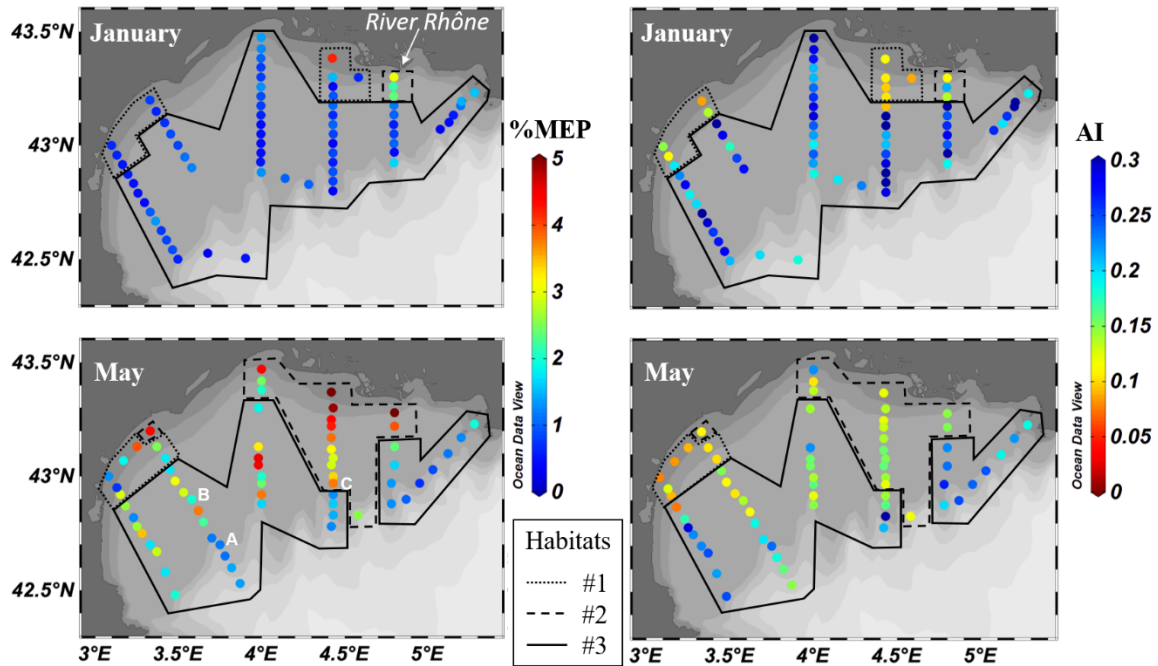 43.5°N
43°N
42.5°N
January
River Rhône
%MEP
5
4
3
2
1
0
Ocean Data View
January
AI
0.3
0.25
0.2
0.15
0.1
0.05
0
Ocean Data View
43.5°N
43°N
42.5°N
May
B
A
C
3°E 3.5°E 4°E 4.5°E 5°E
Habitats
#1
#2
#3
May
3°E 3.5°E 4°E 4.5°E 5°E